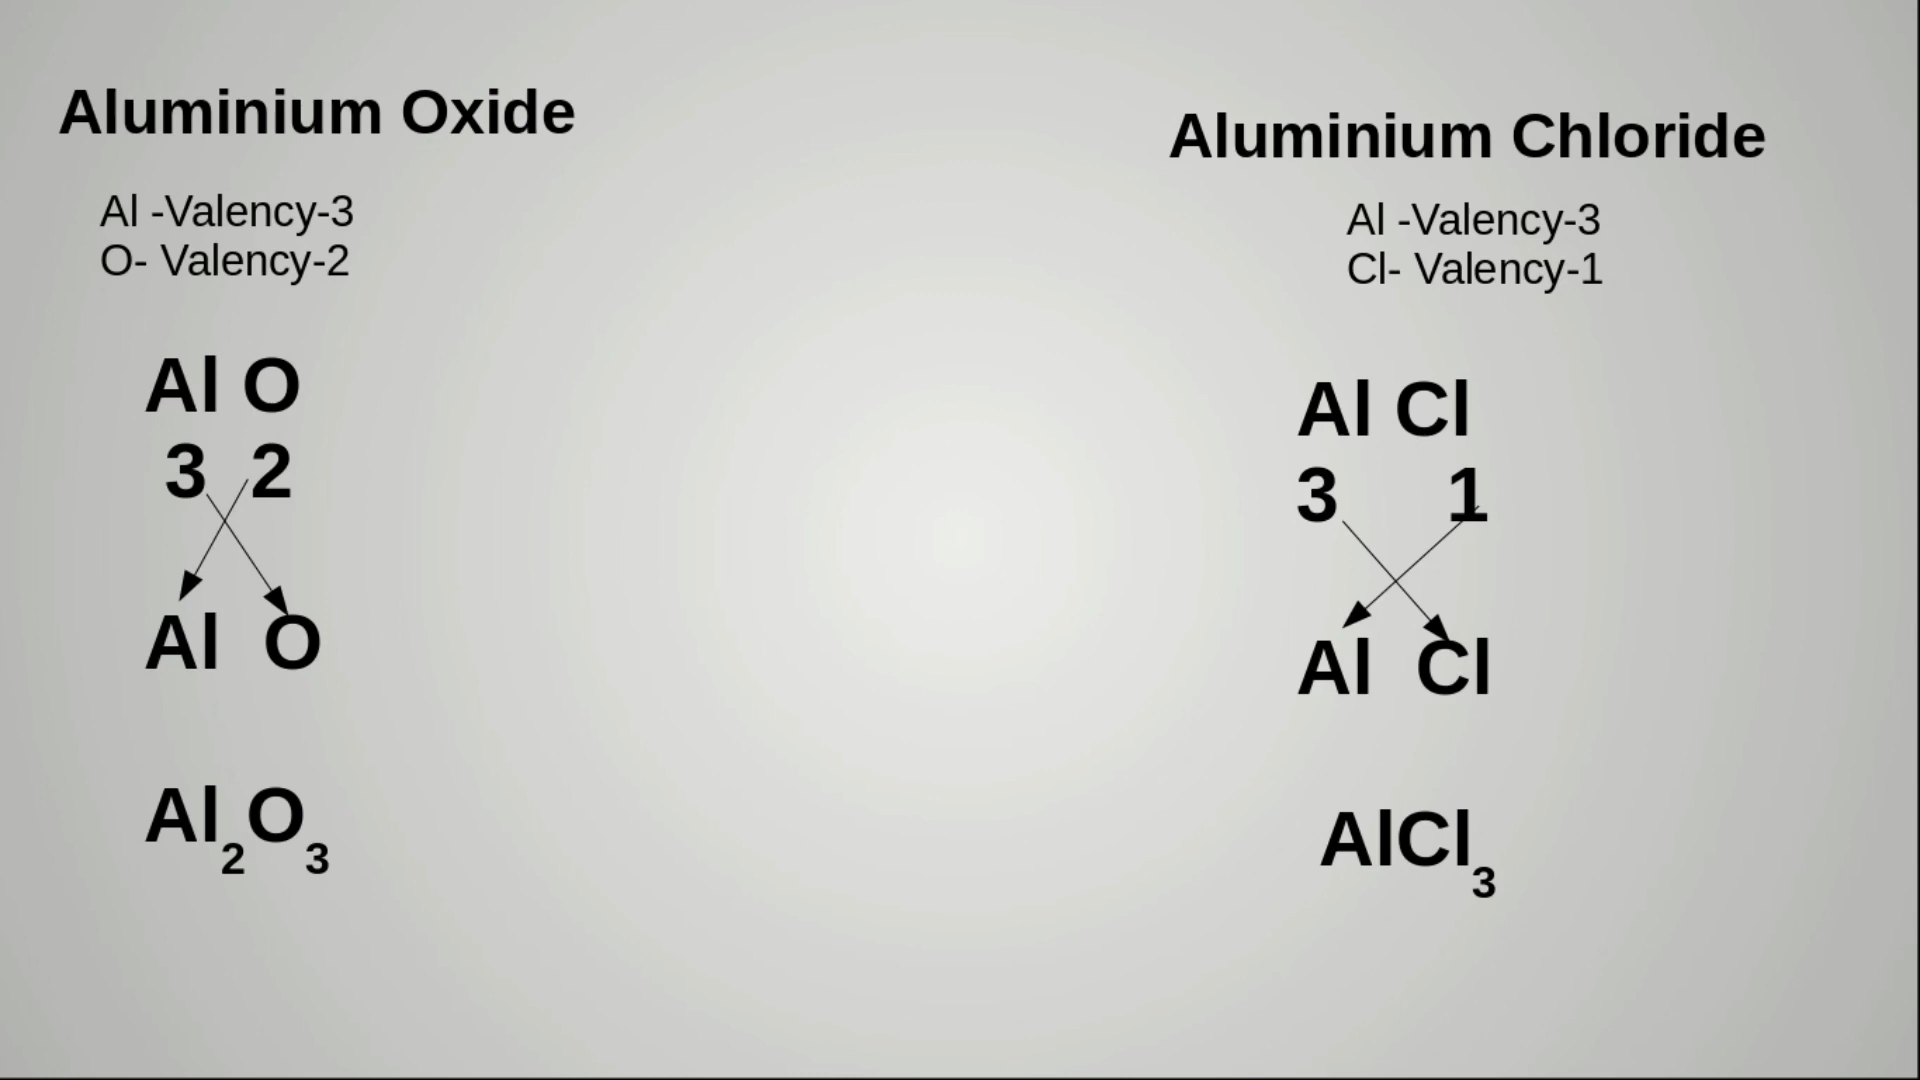 Aluminium Oxide
Al -Valency-3
O- Valency-2
Al O
3 2
Al O
Al₂O₃
Aluminium Chloride
Al -Valency-3
Cl- Valency-1
Al Cl
3 1
Al Cl
AlCl₃